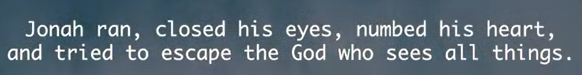 Jonah ran, closed his eyes, numbed his heart,
and tried to escape the God who sees all things.